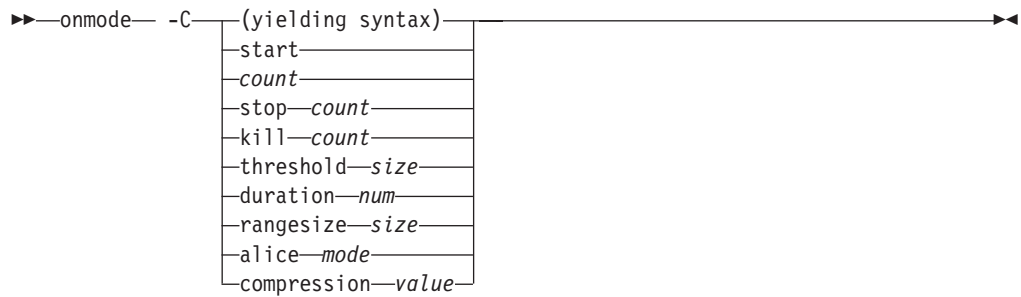 onmode -C (yielding syntax)
start
count
stop count
kill count
threshold size
duration num
rangesize size
alice mode
compression value